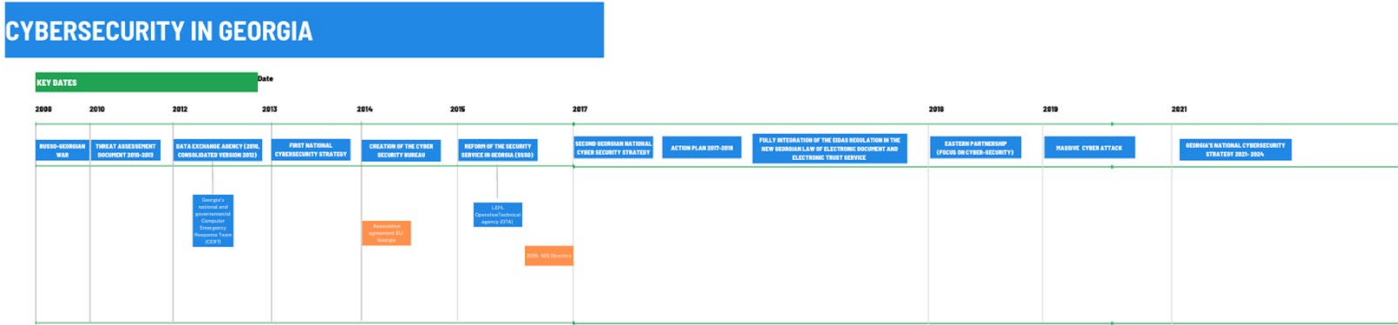 CYBERSECURITY IN GEORGIA
KEY DATES
Date
2008 2010 2012 2013 2014 2015 2017 2018 2019 2021
RUSSO-GEORGIAN
WAR
THREAT ASSESSEMENT
DOCUMENT 2010-2013
DATA EXCHANGE AGENCY (2010,
CONSOLIDATED VERSION 2012)
FIRST NATIONAL
CYBERSECURITY STRATEGY
CREATION OF THE CYBER
SECURITY BUREAU
REFORM OF THE SECURITY
SERVICE IN GEORGIA (SSSG)
SECOND GEORGIAN NATIONAL
CYBER SECURITY STRATEGY
ACTION PLAN 2017-2018
FULLY INTEGRATION OF THE EIDAS REGULATION IN THE
NEW GEORGIAN LAW OF ELECTRONIC DOCUMENT AND
ELECTRONIC TRUST SERVICE
EASTERN PARTNERSHIP
(FOCUS ON CYBER-SECURITY)
MASSIVE CYBER ATTACK
GEORGIA'S NATIONAL CYBERSECURITY
STRATEGY 2021- 2024
Georgia's
national and
governmental
Computer
Emergency
Response Team
(CERT)
Association
agreement EU
Georgia
LEPL
OperativeTechnical
agency (OTA)
2016- NIS Directive